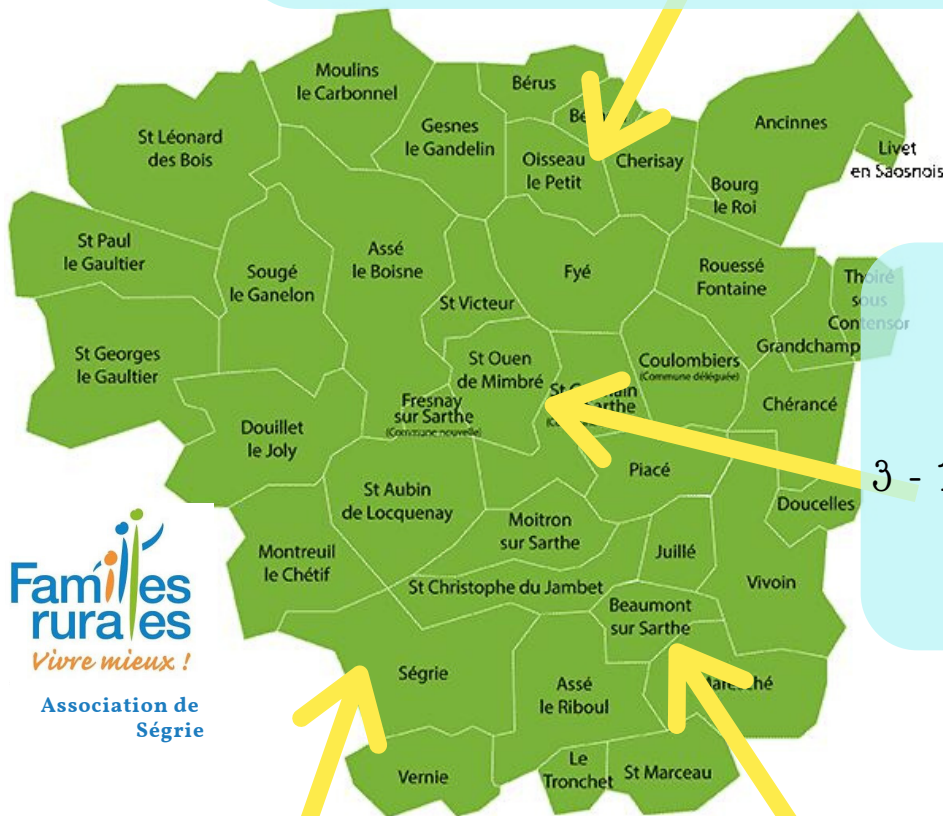 Moulins
le Carbonnel
Bérus
St Léonard
des Bois
Gesnes
le Gandelin
Oisseau
le Petit
Cherisay
Ancinnes
Livet
en Saosnois
Bourg
le Roi
St Paul
le Gaultier
Sougé
le Ganelon
Assé
le Boisne
St Victeur
Fyé
Rouessé
Fontaine
Thoiré
sous
Contensor
Grandchamp
St Georges
le Gaultier
St Ouen
de Mimbré
Coulombiers
(Commune déléguée)
Chérancé
Fresnay
sur Sarthe
(Commune nouvelle)
Douillet
le Joly
Piacé
3 -
Doucelles
St Aubin
de Locquenay
Moitron
sur Sarthe
Juillé
Montreuil
le Chétif
St Christophe du Jambet
Vivoin
Beaumont
sur Sarthe
Ségrie
Assé
le Riboul
Vernie
Le
Tronchet
St Marceau
Familles
rurales
Vivre mieux !
Association de
Ségrie